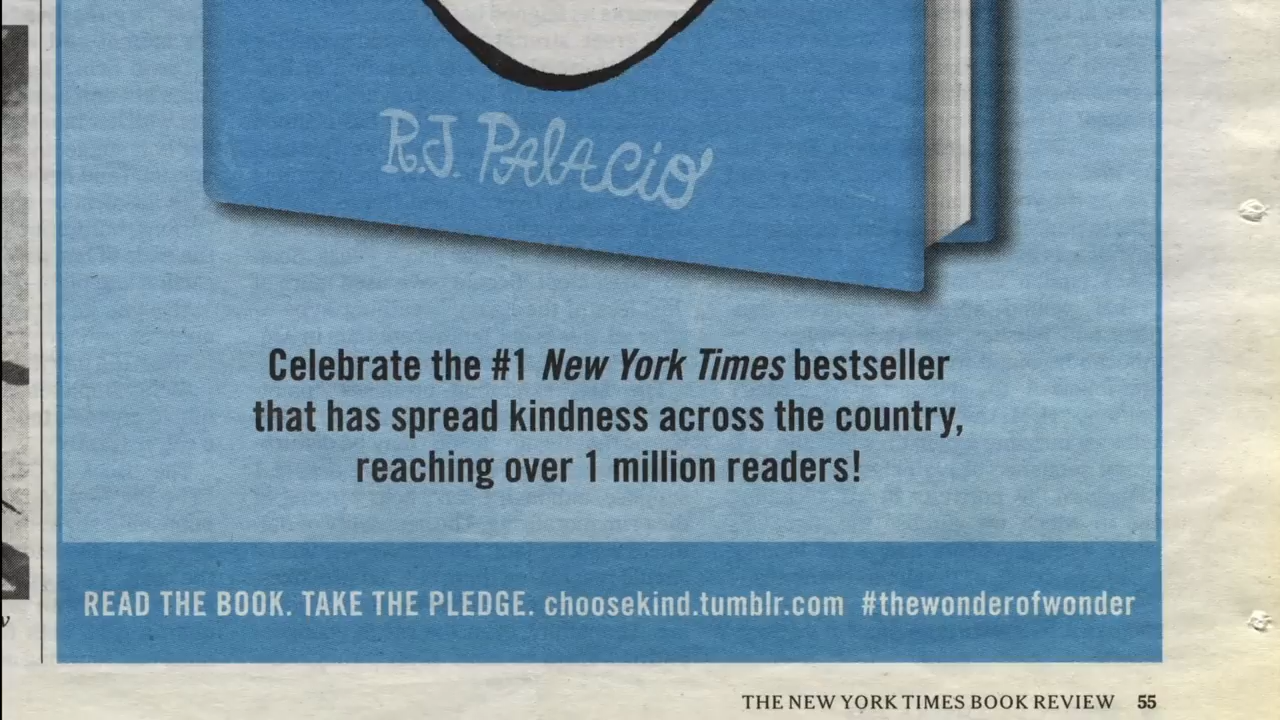 R.J. PALACIO
Celebrate the #1 New York Times bestseller
that has spread kindness across the country,
reaching over 1 million readers!
READ THE BOOK. TAKE THE PLEDGE. choosekind.tumblr.com #thewonderofwonder
THE NEW YORK TIMES BOOK REVIEW 55